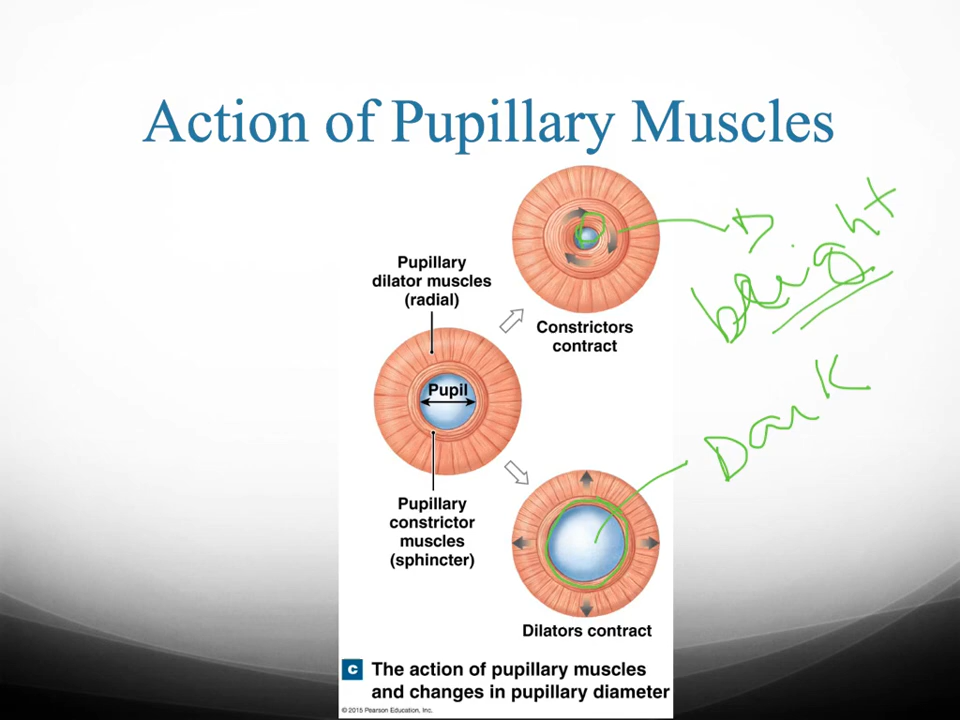 Action of Pupillary Muscles
Pupillary
dilator muscles
(radial)
Constrictors
contract
bright
Pupil
Dark
Pupillary
constrictor
muscles
(sphincter)
Dilators contract
C The action of pupillary muscles
and changes in pupillary diameter
© 2015 Pearson Education, Inc.